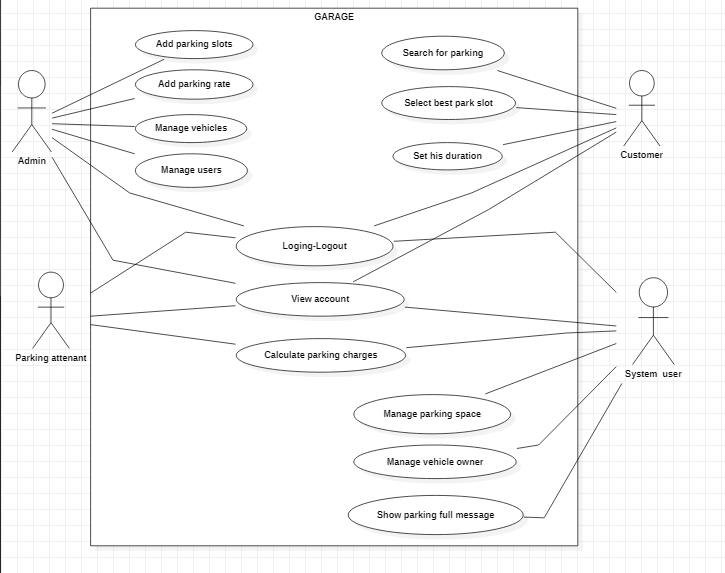 GARAGE
Add parking slots
Search for parking
Add parking rate
Select best park slot
Manage vehicles
Admin
Customer
Set his duration
Manage users
Loging-Logout
View account
Parking attenant
Calculate parking charges
System user
Manage parking space
Manage vehicle owner
Show parking full message